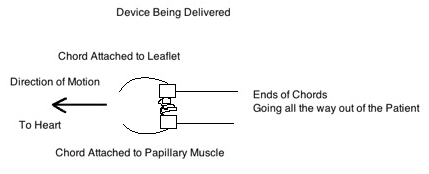 Device Being Delivered
Chord Attached to Leaflet
Direction of Motion
Ends of Chords
Going all the way out of the Patient
To Heart
Chord Attached to Papillary Muscle